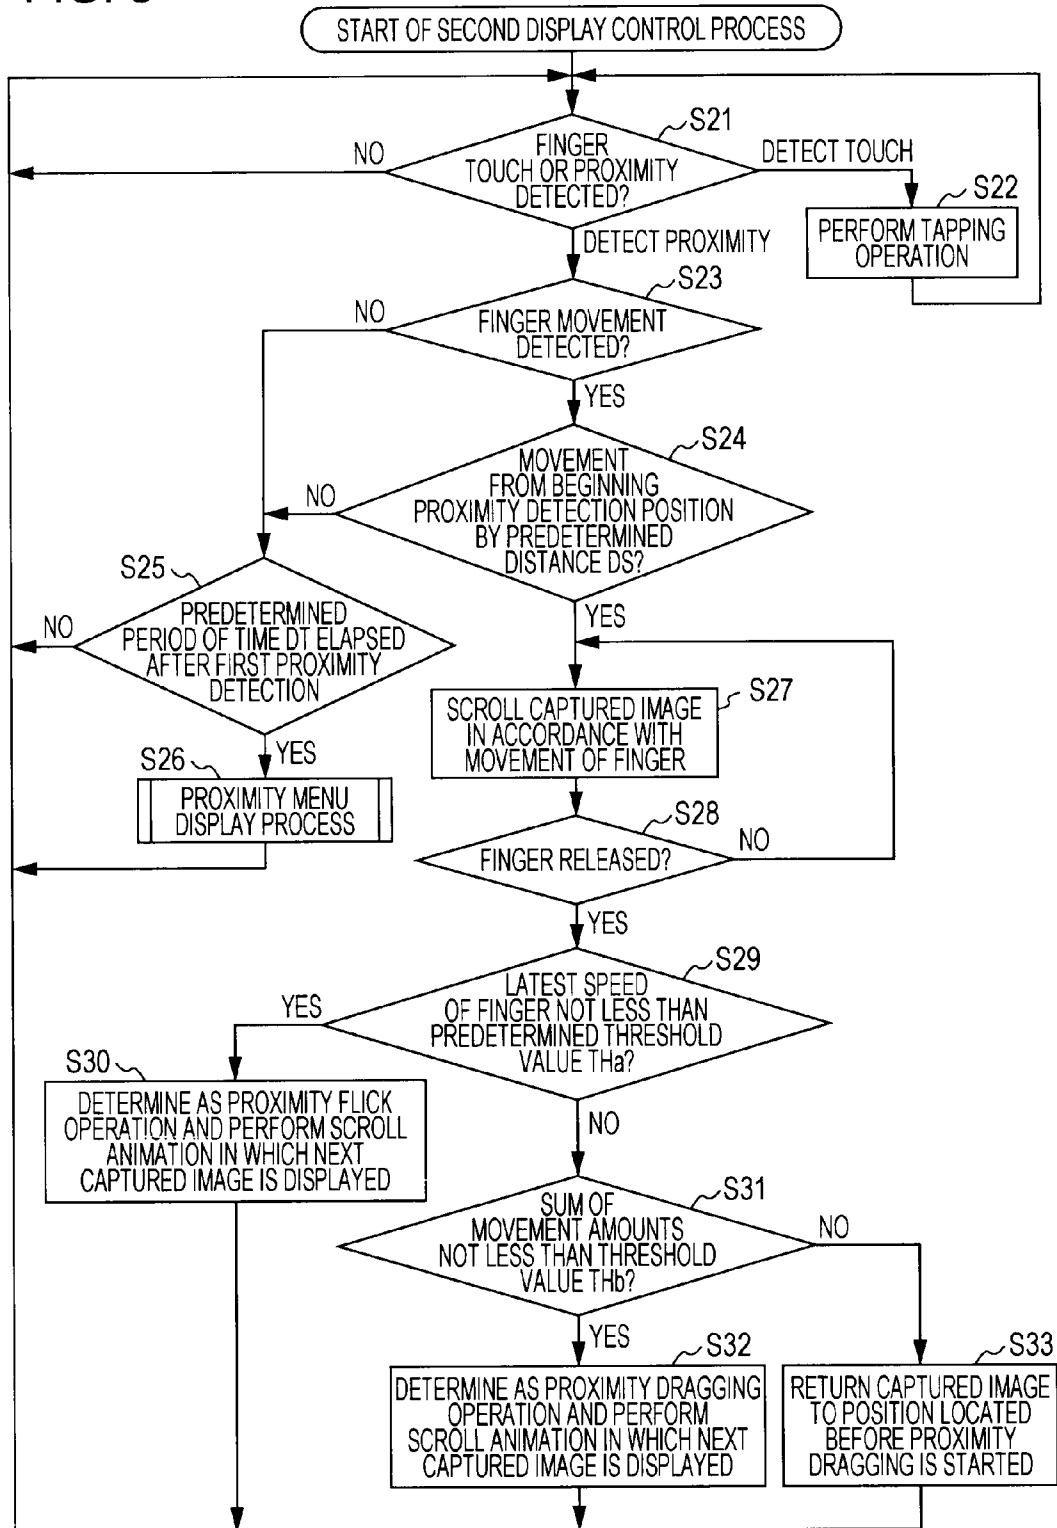 START OF SECOND DISPLAY CONTROL PROCESS
S21
FINGER
TOUCH OR PROXIMITY
DETECTED?
NO
DETECT TOUCH
S22
PERFORM TAPPING
OPERATION
DETECT PROXIMITY
S23
FINGER MOVEMENT
DETECTED?
NO
YES
S24
MOVEMENT
FROM BEGINNING
PROXIMITY DETECTION POSITION
BY PREDETERMINED
DISTANCE DS?
NO
YES
S25
PREDETERMINED
PERIOD OF TIME DT ELAPSED
AFTER FIRST PROXIMITY
DETECTION
NO
YES
S26
PROXIMITY MENU
DISPLAY PROCESS
S27
SCROLL CAPTURED IMAGE
IN ACCORDANCE WITH
MOVEMENT OF FINGER
S28
FINGER RELEASED?
NO
YES
S29
LATEST SPEED
OF FINGER NOT LESS THAN
PREDETERMINED THRESHOLD
VALUE THa?
YES
NO
S30
DETERMINE AS PROXIMITY FLICK
OPERATION AND PERFORM SCROLL
ANIMATION IN WHICH NEXT
CAPTURED IMAGE IS DISPLAYED
S31
SUM OF
MOVEMENT AMOUNTS
NOT LESS THAN THRESHOLD
VALUE THb?
NO
YES
S32
DETERMINE AS PROXIMITY DRAGGING
OPERATION AND PERFORM
SCROLL ANIMATION IN WHICH NEXT
CAPTURED IMAGE IS DISPLAYED
S33
RETURN CAPTURED IMAGE
TO POSITION LOCATED
BEFORE PROXIMITY
DRAGGING IS STARTED